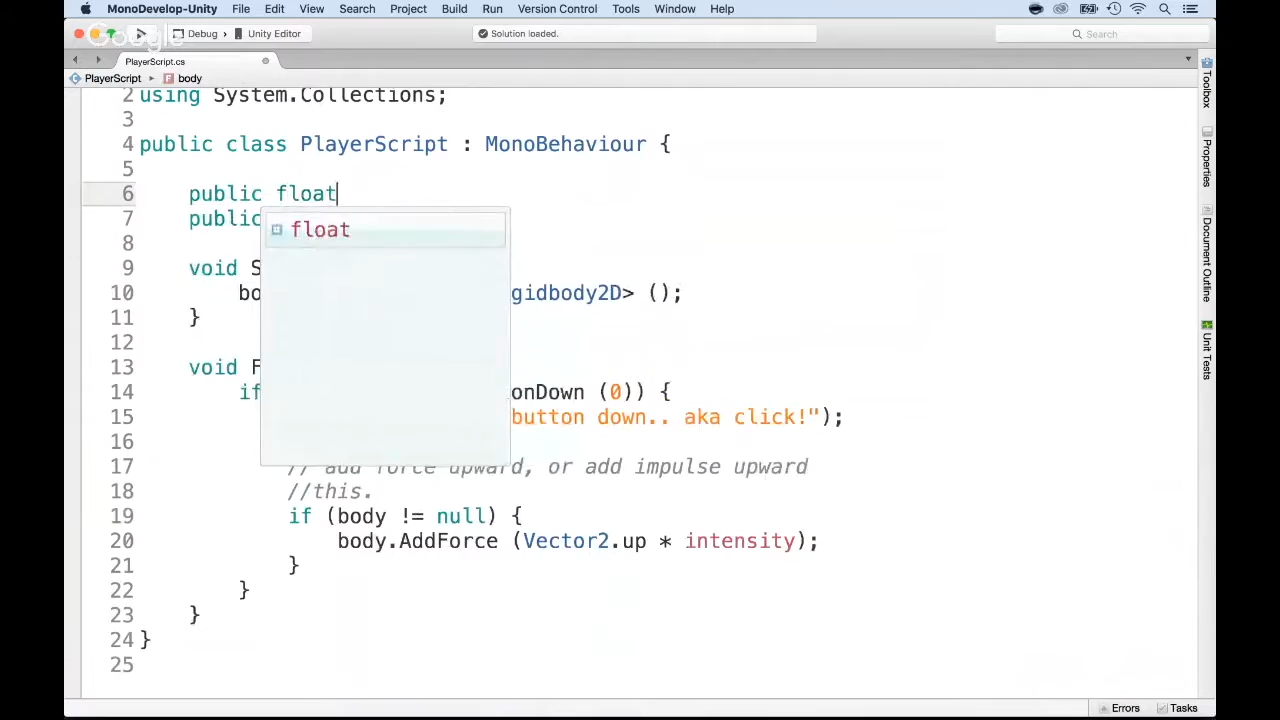 MonoDevelop-Unity File Edit View Search Project Build Run Version Control Tools Window Help
Google
Debug › Unity Editor Solution loaded. Search
PlayerScript.cs
PlayerScript ▸ body
2 using System.Collections;
3
4 public class PlayerScript : MonoBehaviour {
5
6 public float
7 public
float
8
9 void S
10 bo gidbody2D> ();
11 }
12
13 void F
14 if onDown (0)) {
15 button down.. aka click!");
16
17 // add force upward, or add impulse upward
18 //this.
19 if (body != null) {
20 body.AddForce (Vector2.up * intensity);
21 }
22 }
23 }
24 }
25
Toolbox
Properties
Document Outline
Unit Tests
Errors Tasks